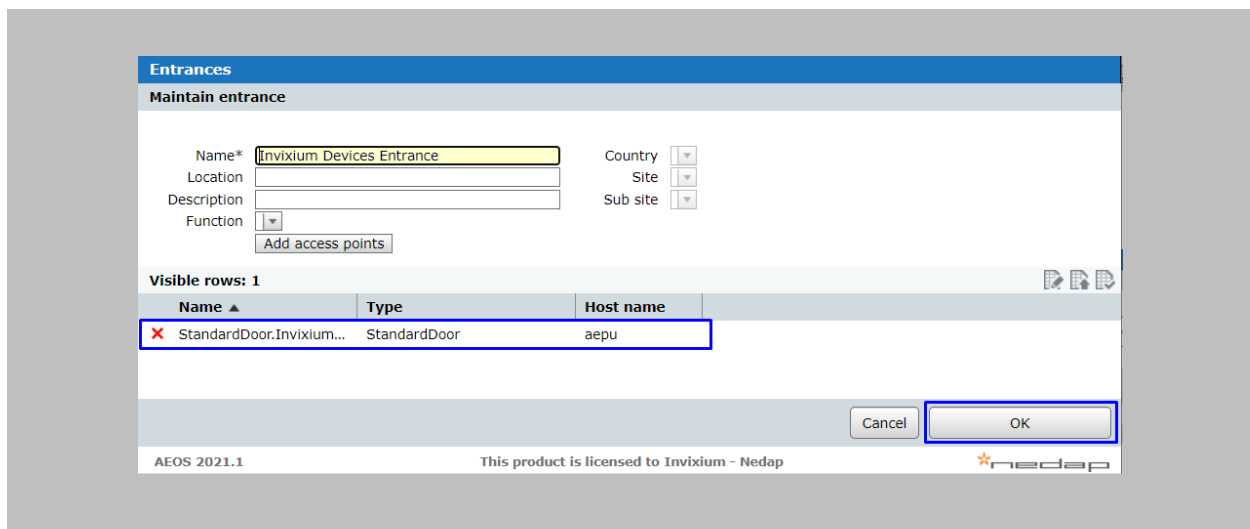 Entrances
Maintain entrance
Name* Invixium Devices Entrance Country
Location Site
Description Sub site
Function
Add access points
Visible rows: 1
Name ▲ Type Host name
StandardDoor.Invixium... StandardDoor aepu
Cancel OK
AEOS 2021.1 This product is licensed to Invixium - Nedap nedap